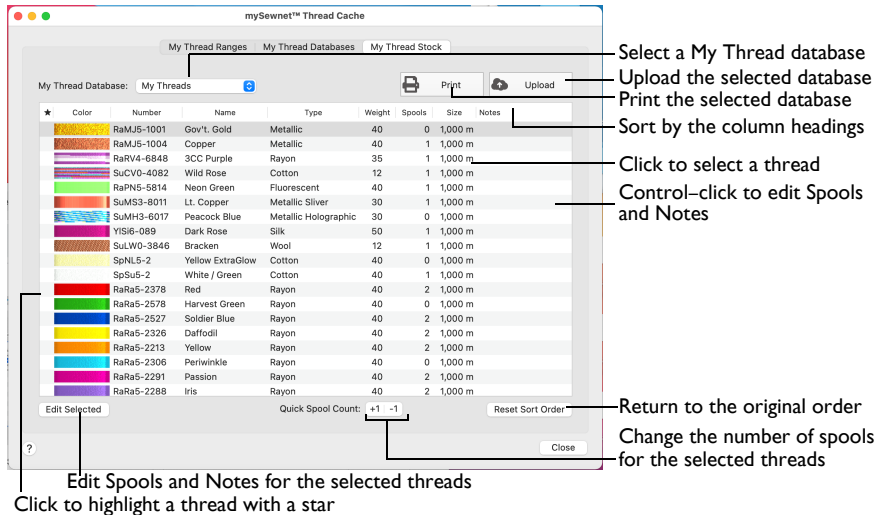 mySewnet™ Thread Cache
My Thread Ranges My Thread Databases My Thread Stock
My Thread Database: My Threads Print Upload
★ Color Number Name Type Weight Spools Size Notes
RaMJ5-1001 Gov't. Gold Metallic 40 0 1,000 m
RaMJ5-1004 Copper Metallic 40 1 1,000 m
RaRV4-6848 3CC Purple Rayon 35 1 1,000 m
SuCV0-4082 Wild Rose Cotton 12 1 1,000 m
RaPN5-5814 Neon Green Fluorescent 40 1 1,000 m
SuMS3-8011 Lt. Copper Metallic Sliver 30 1 1,000 m
SuMH3-6017 Peacock Blue Metallic Holographic 30 0 1,000 m
YlSi6-089 Dark Rose Silk 50 1 1,000 m
SuLW0-3846 Bracken Wool 12 1 1,000 m
SpNL5-2 Yellow ExtraGlow Cotton 40 0 1,000 m
SpSu5-2 White / Green Cotton 40 1 1,000 m
RaRa5-2378 Red Rayon 40 2 1,000 m
RaRa5-2578 Harvest Green Rayon 40 0 1,000 m
RaRa5-2527 Soldier Blue Rayon 40 2 1,000 m
RaRa5-2326 Daffodil Rayon 40 2 1,000 m
RaRa5-2213 Yellow Rayon 40 2 1,000 m
RaRa5-2306 Periwinkle Rayon 40 0 1,000 m
RaRa5-2291 Passion Rayon 40 2 1,000 m
RaRa5-2288 Iris Rayon 40 2 1,000 m
Edit Selected Quick Spool Count: +1 -1 Reset Sort Order
? Close
Select a My Thread database
Upload the selected database
Print the selected database
Sort by the column headings
Click to select a thread
Control–click to edit Spools
and Notes
Return to the original order
Change the number of spools
for the selected threads
Edit Spools and Notes for the selected threads
Click to highlight a thread with a star